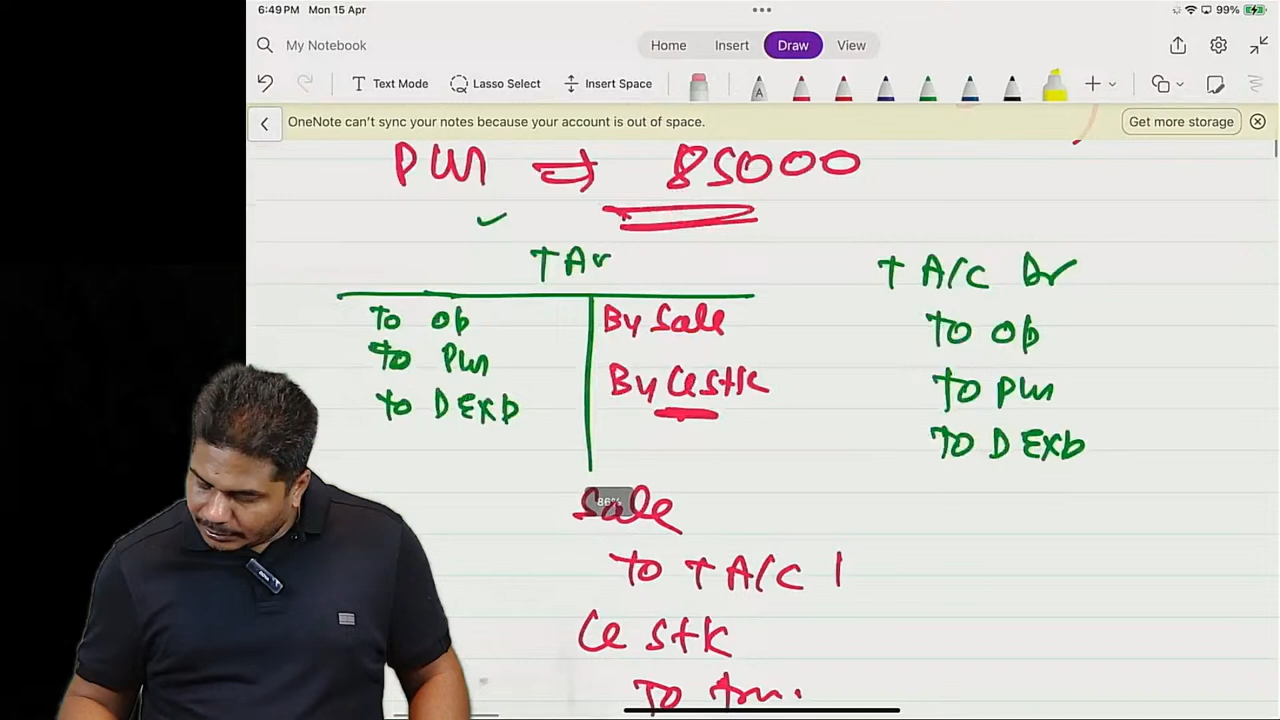 6:49 PM Mon 15 Apr 99%
My Notebook Home Insert Draw View
Text Mode Lasso Select Insert Space
OneNote can't sync your notes because your account is out of space. Get more storage
PUR ⇒ 85000
T A/c
T A/C Dr
To Op By Sale
To Op
To Pur
By Cl Stk
To Pur
To D Exp
To D Exp
86%
Sale
To T A/C
Cl Stk
To